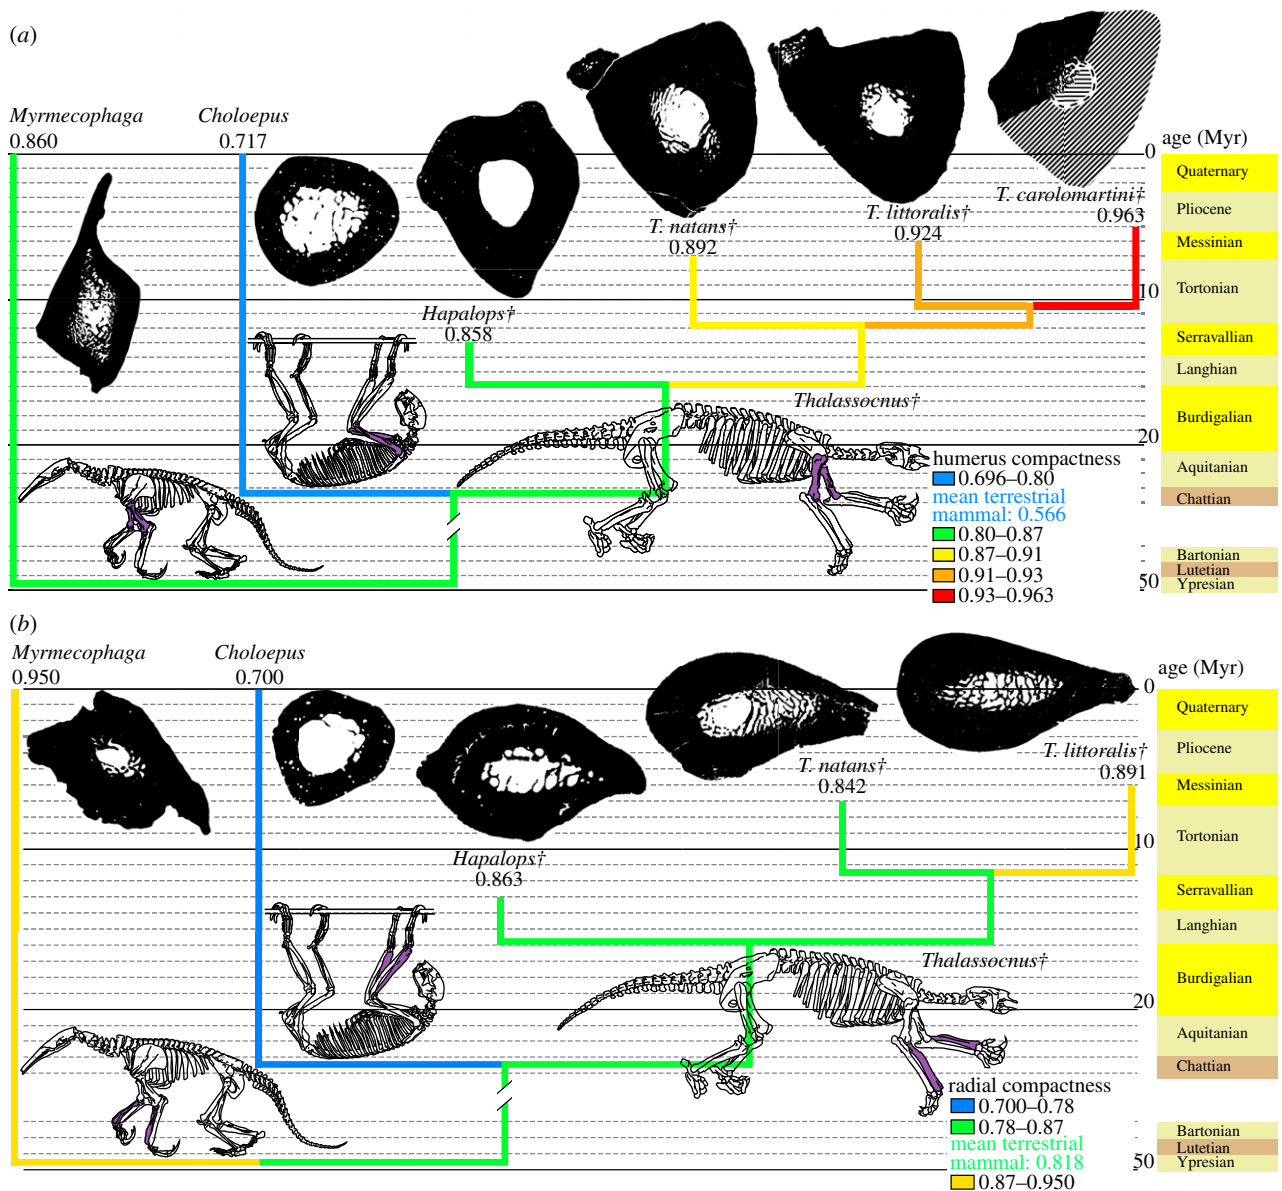 (a)
Myrmecophaga
0.860
Choloepus
0.717
Hapalops†
0.858
T. natans†
0.892
T. littoralis†
0.924
T. carolomartini†
0.963
Thalassocnus†
age (Myr)
0
10
20
50
Quaternary
Pliocene
Messinian
Tortonian
Serravallian
Langhian
Burdigalian
Aquitanian
Chattian
Bartonian
Lutetian
Ypresian
humerus compactness
0.696–0.80
mean terrestrial
mammal: 0.566
0.80–0.87
0.87–0.91
0.91–0.93
0.93–0.963
(b)
Myrmecophaga
0.950
Choloepus
0.700
Hapalops†
0.863
T. natans†
0.842
T. littoralis†
0.891
Thalassocnus†
age (Myr)
0
10
20
50
Quaternary
Pliocene
Messinian
Tortonian
Serravallian
Langhian
Burdigalian
Aquitanian
Chattian
Bartonian
Lutetian
Ypresian
radial compactness
0.700–0.78
0.78–0.87
mean terrestrial
mammal: 0.818
0.87–0.950